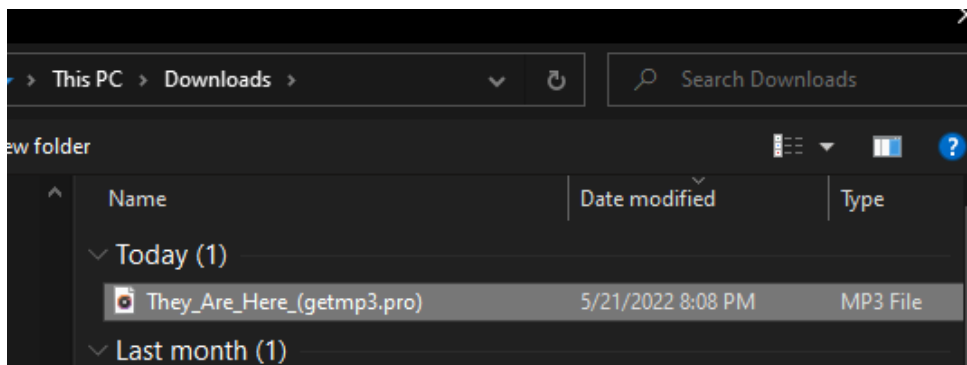 This PC > Downloads >
Search Downloads
ew folder
?
Name Date modified Type
Today (1)
They_Are_Here_(getmp3.pro) 5/21/2022 8:08 PM MP3 File
Last month (1)